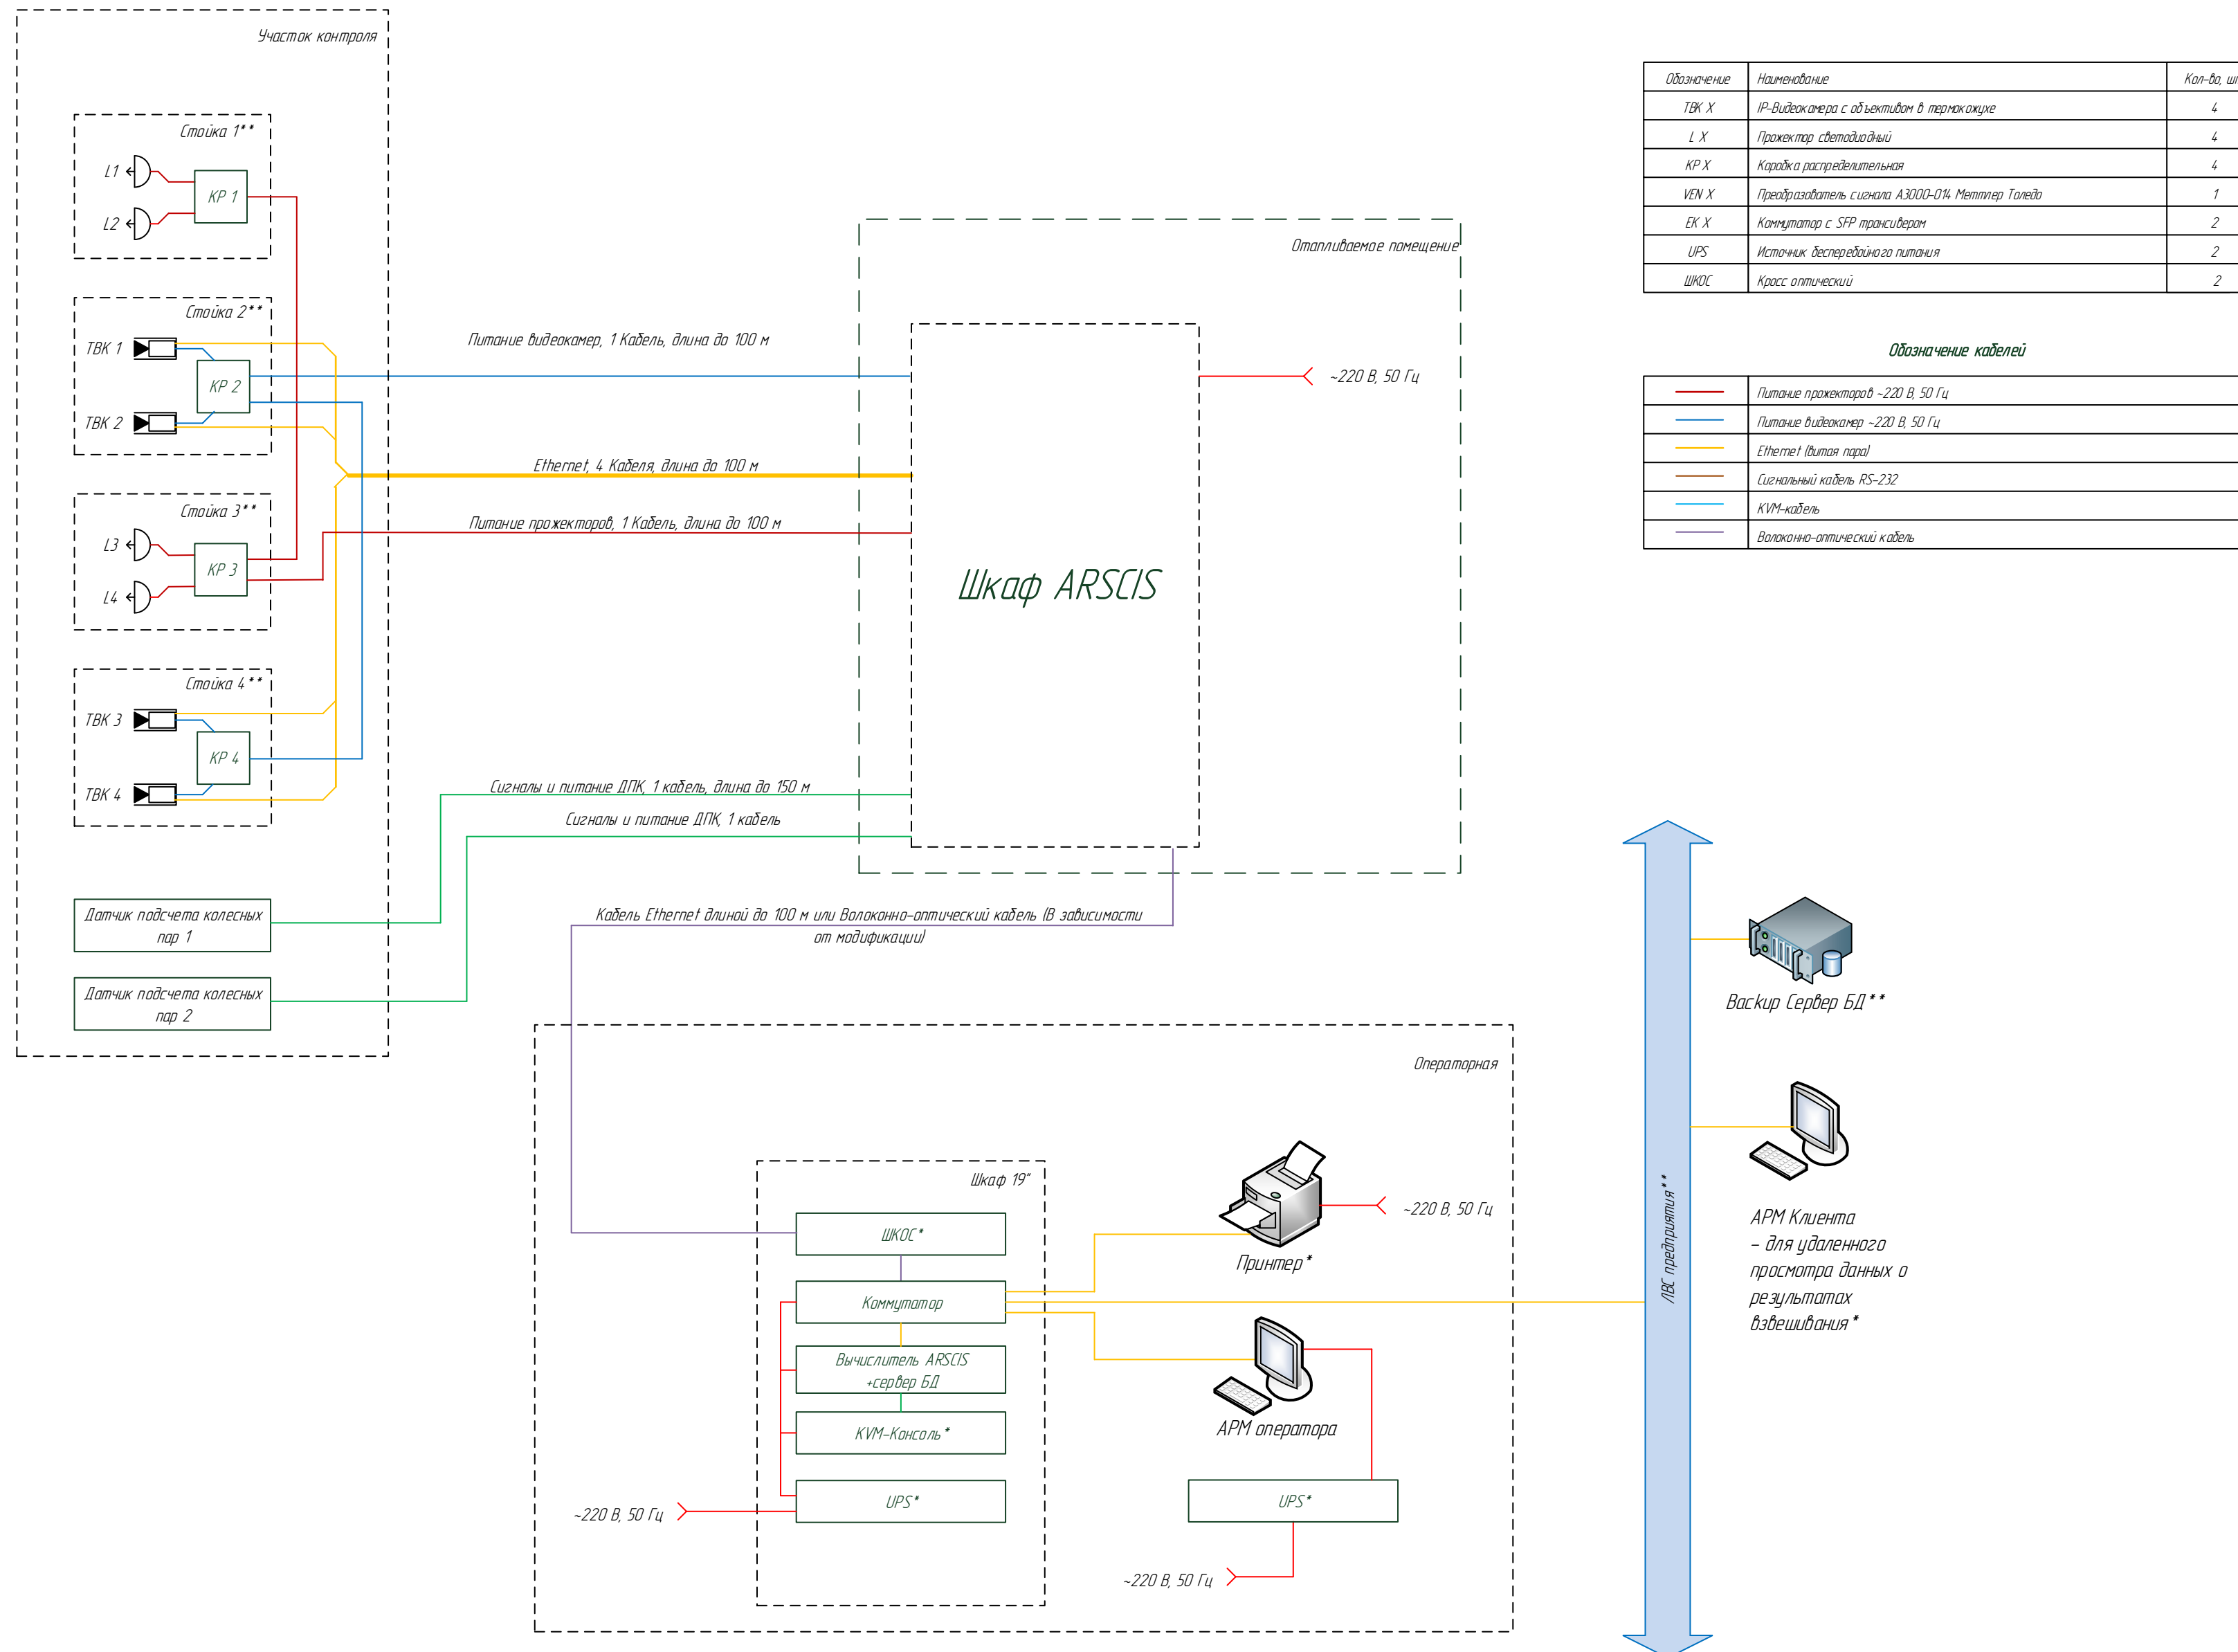 Участок контроля
Стойка 1**
L1
КР 1
L2
Стойка 2**
ТВК 1
КР 2
ТВК 2
Стойка 3**
L3
КР 3
L4
Стойка 4**
ТВК 3
КР 4
ТВК 4
Датчик подсчета колесных
пар 1
Датчик подсчета колесных
пар 2
Питание видеокамер, 1 Кабель, длина до 100 м
Ethernet, 4 Кабеля, длина до 100 м
Питание прожекторов, 1 Кабель, длина до 100 м
Сигналы и питание ДПК, 1 кабель, длина до 150 м
Сигналы и питание ДПК, 1 кабель
Отапливаемое помещение
~220 В, 50 Гц
Шкаф ARSCIS
Кабель Ethernet длиной до 100 м или Волоконно-оптический кабель (В зависимости
от модификации)
Обозначение Наименование Кол-во, шт
ТВК X IP-Видеокамера с объективом в термокожухе 4
L X Прожектор светодиодный 4
КР X Коробка распределительная 4
VEN X Преобразователь сигнала А3000-014 Меттлер Толедо 1
EK X Коммутатор с SFP трансивером 2
UPS Источник бесперебойного питания 2
ШКОС Кросс оптический 2
Обозначение кабелей
Питание прожекторов ~220 В, 50 Гц
Питание видеокамер ~220 В, 50 Гц
Ethernet (витая пара)
Сигнальный кабель RS-232
KVM-кабель
Волоконно-оптический кабель
Операторная
Шкаф 19"
ШКОС*
Коммутатор
Вычислитель ARSCIS
+сервер БД
KVM-Консоль*
UPS*
~220 В, 50 Гц
Принтер*
~220 В, 50 Гц
АРМ оператора
UPS*
~220 В, 50 Гц
ЛВС предприятия**
Backup Сервер БД**
АРМ Клиента
- для удаленного
просмотра данных о
результатах
взвешивания*